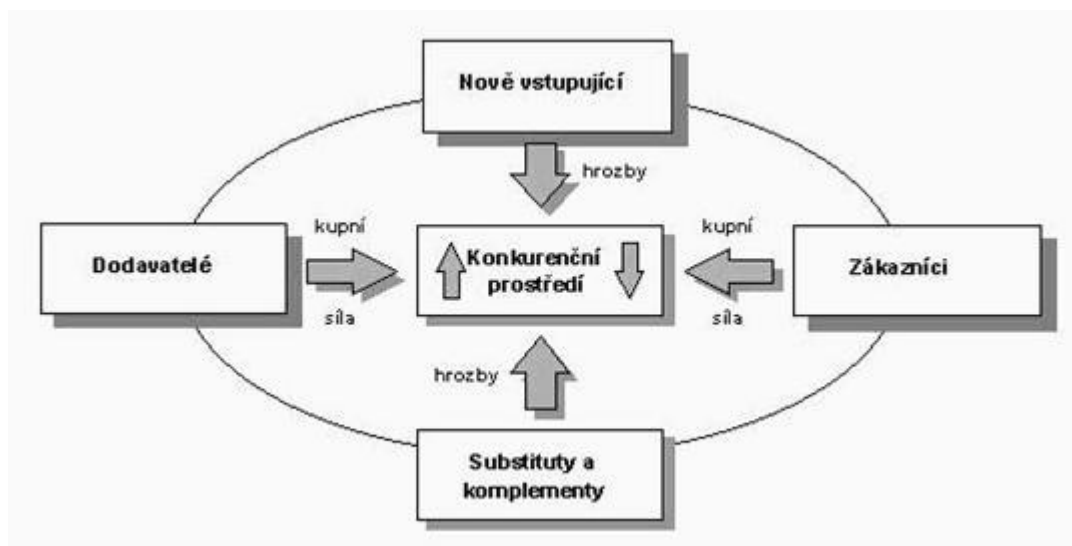 Nově vstupující
hrozby
kupní
kupní
Dodavatelé
Konkurenční
prostředí
Zákazníci
síla
síla
hrozby
Substituty a
komplementy